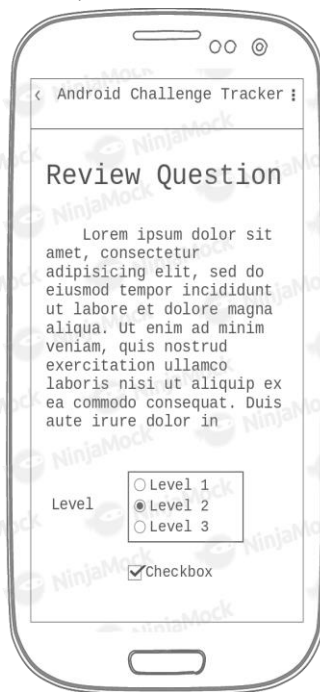 Android Challenge Tracker
Review Question
Lorem ipsum dolor sit
amet, consectetur
adipisicing elit, sed do
eiusmod tempor incididunt
ut labore et dolore magna
aliqua. Ut enim ad minim
veniam, quis nostrud
exercitation ullamco
laboris nisi ut aliquip ex
ea commodo consequat. Duis
aute irure dolor in
Level 1
Level Level 2
Level 3
Checkbox
NinjaMock